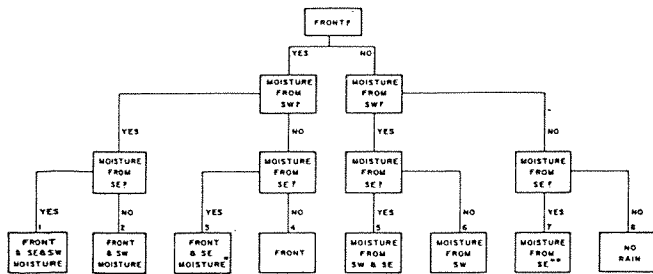 FRONT?
YES
NO
MOISTURE
FROM
SW?
MOISTURE
FROM
SW?
YES
NO
YES
NO
MOISTURE
FROM
SE?
MOISTURE
FROM
SE?
MOISTURE
FROM
SE?
MOISTURE
FROM
SE?
YES
NO
YES
NO
YES
NO
YES
NO
1
2
3
4
5
6
7
8
FRONT
& SE&SW
MOISTURE
FRONT
& SW
MOISTURE
FRONT
& SE
MOISTURE*
FRONT
MOISTURE
FROM
SW & SE
MOISTURE
FROM
SW
MOISTURE
FROM
SE**
NO
RAIN